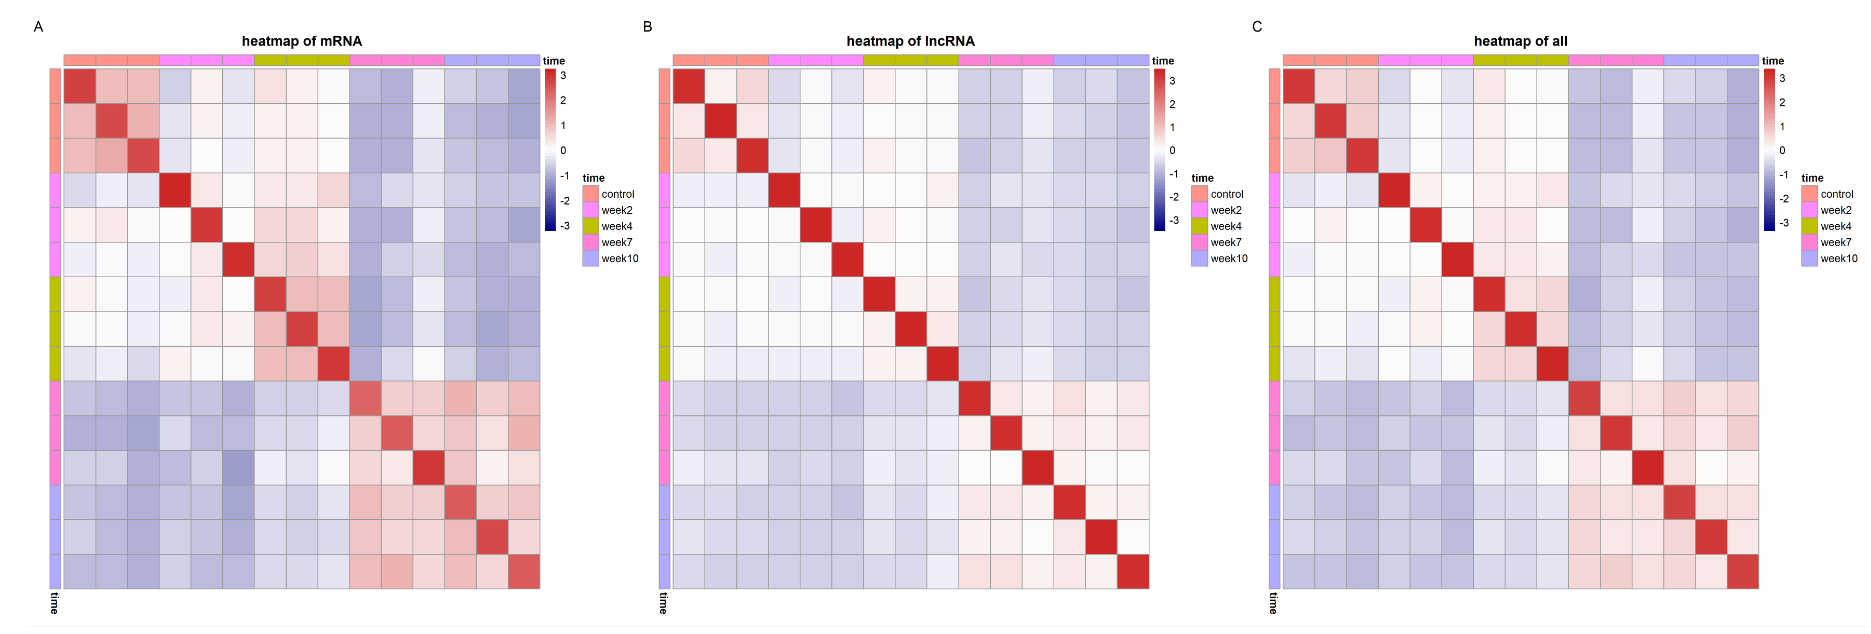 A
heatmap of mRNA
time
3
2
1
0
-1
-2
-3
time
control
week2
week4
week7
week10
time
B
heatmap of lncRNA
time
3
2
1
0
-1
-2
-3
time
control
week2
week4
week7
week10
time
C
heatmap of all
time
3
2
1
0
-1
-2
-3
time
control
week2
week4
week7
week10
time